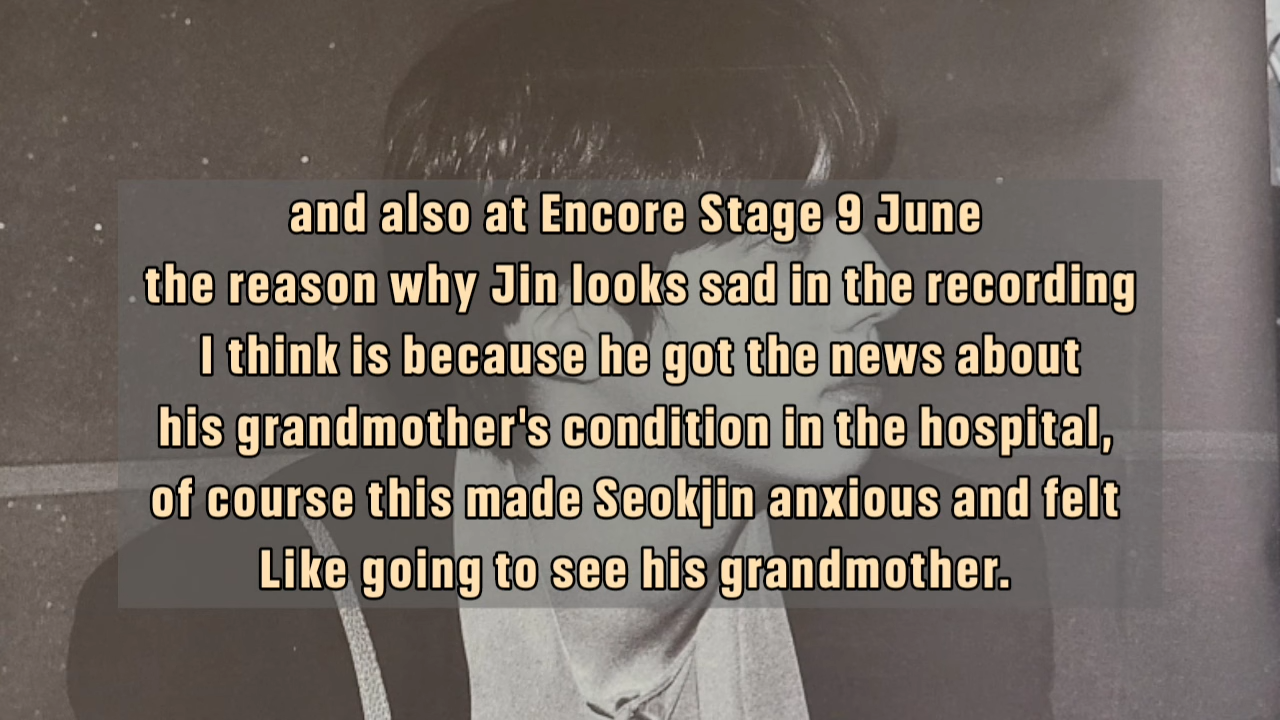 and also at Encore Stage 9 June
the reason why Jin looks sad in the recording
I think is because he got the news about
his grandmother's condition in the hospital,
of course this made Seokjin anxious and felt
Like going to see his grandmother.